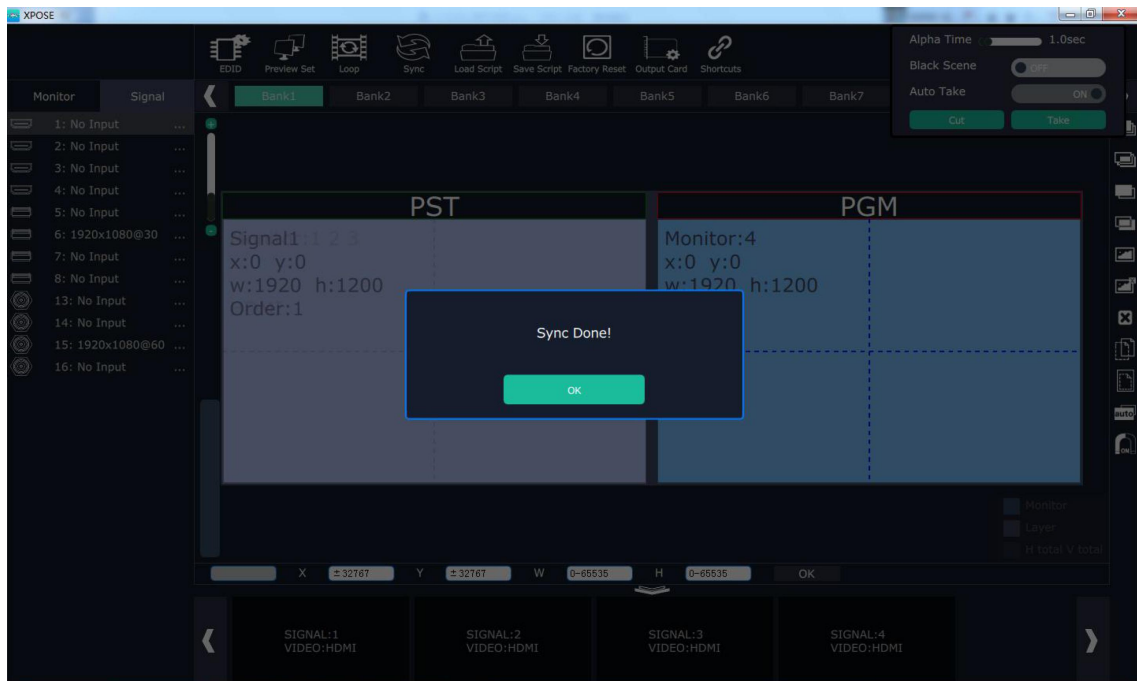 XPOSE
EDID
Preview Set
Loop
Sync
Load Script
Save Script
Factory Reset
Output Card
Shortcuts
Alpha Time
1.0sec
Black Scene
OFF
Auto Take
ON
Cut
Take
Monitor
Signal
Bank1
Bank2
Bank3
Bank4
Bank5
Bank6
Bank7
1: No Input ...
2: No Input ...
3: No Input ...
4: No Input ...
5: No Input ...
6: 1920x1080@30 ...
7: No Input ...
8: No Input ...
13: No Input ...
14: No Input ...
15: 1920x1080@60 ...
16: No Input ...
PST
Signal1:1 2 3
x:0 y:0
w:1920 h:1200
Order:1
PGM
Monitor:4
x:0 y:0
w:1920 h:1200
Sync Done!
OK
auto
ON
Monitor
Layer
H total V total
X
±32767
Y
±32767
W
0-65535
H
0-65535
OK
SIGNAL:1
VIDEO:HDMI
SIGNAL:2
VIDEO:HDMI
SIGNAL:3
VIDEO:HDMI
SIGNAL:4
VIDEO:HDMI